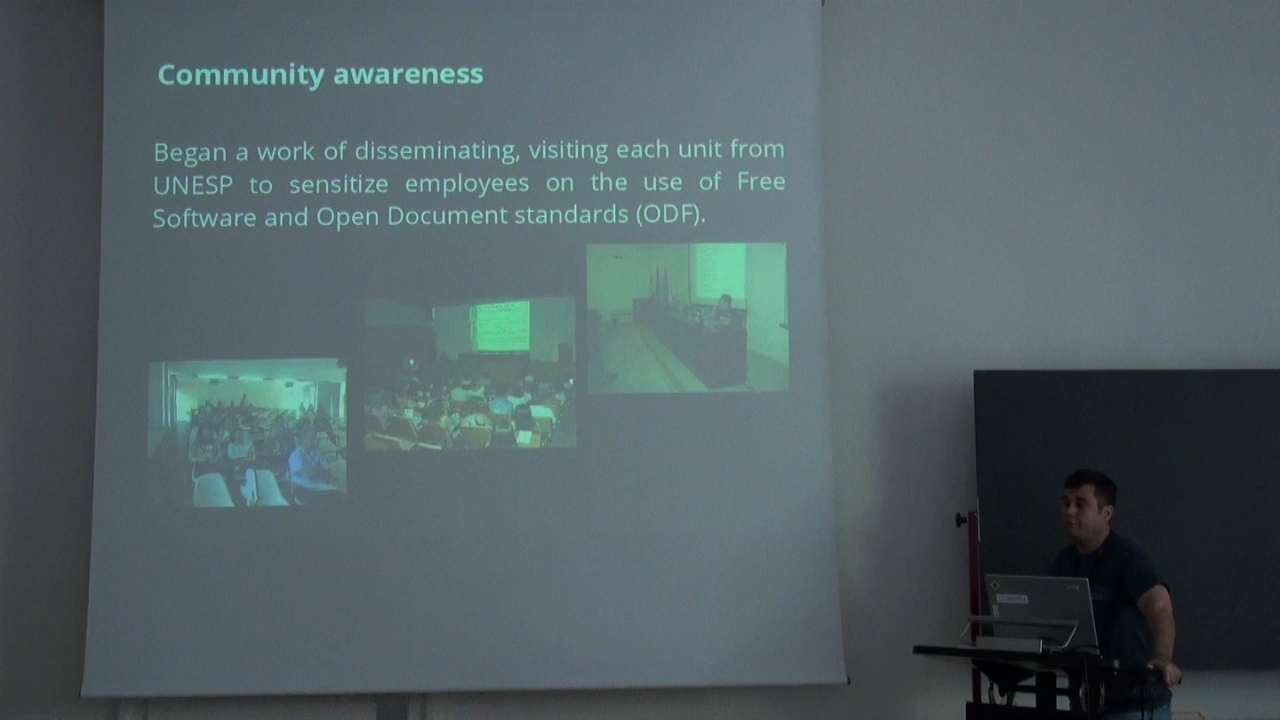 Community awareness
Began a work of disseminating, visiting each unit from
UNESP to sensitize employees on the use of Free
Software and Open Document standards (ODF).